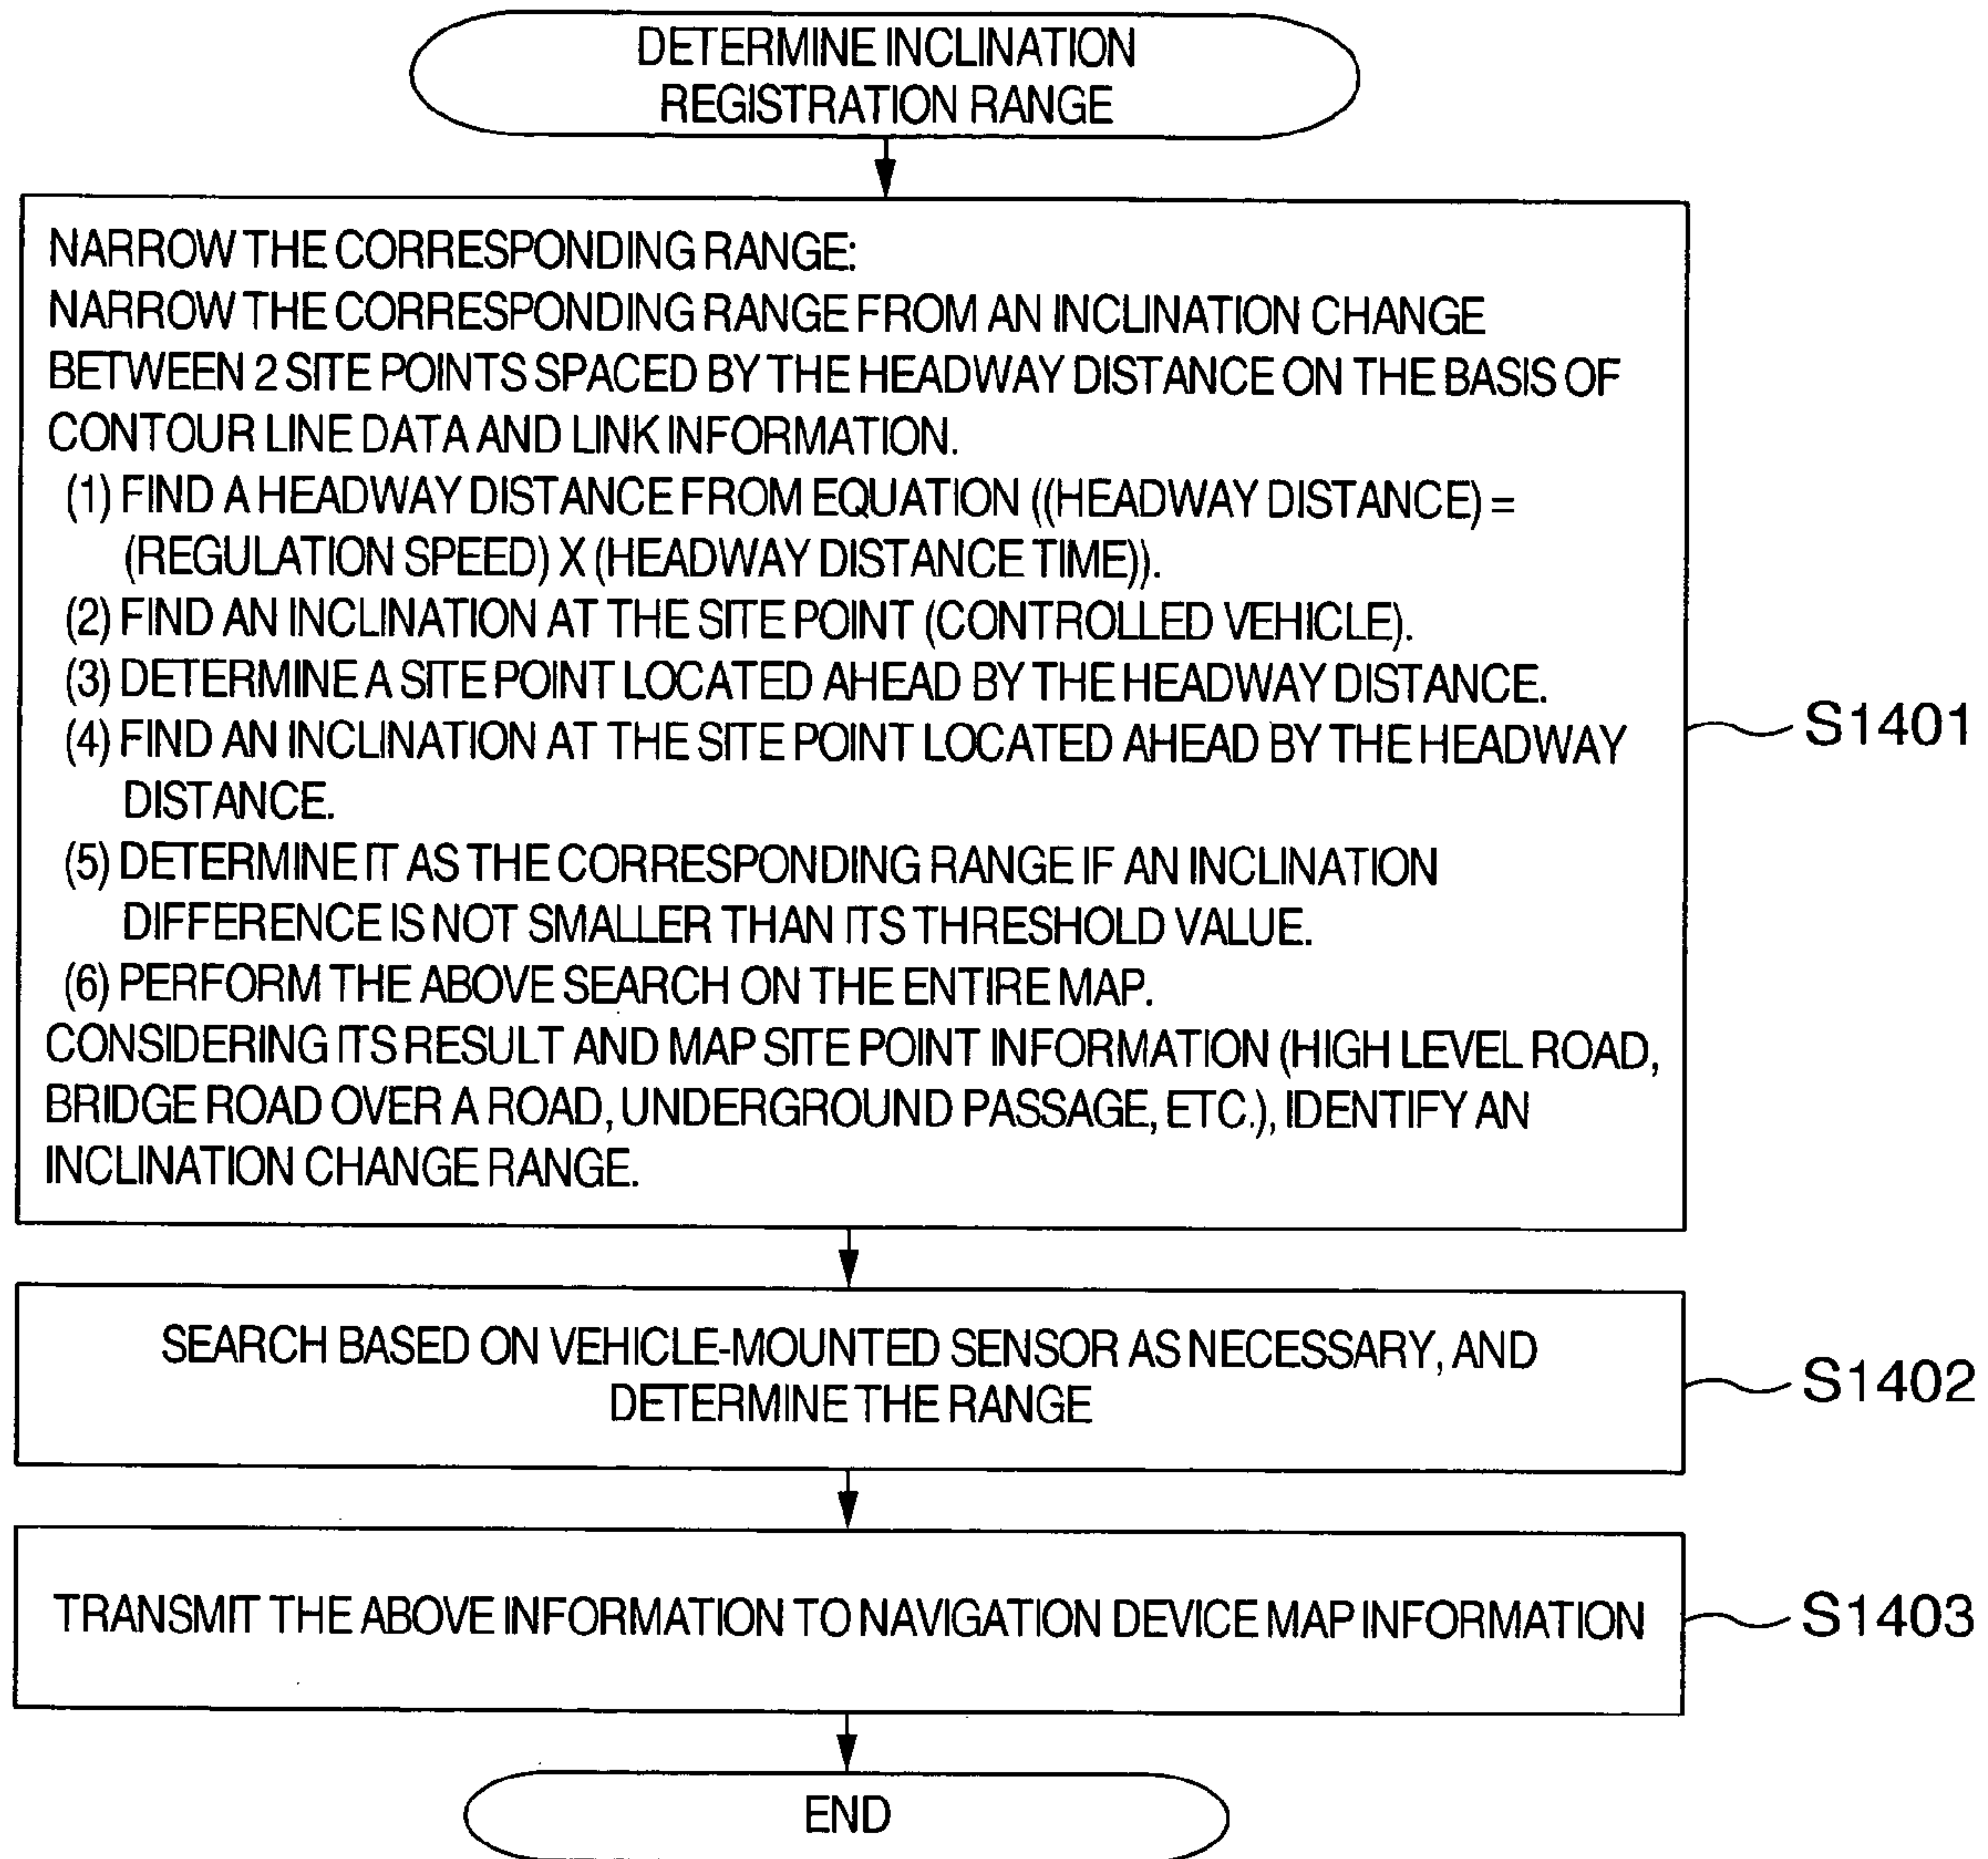 DETERMINE INCLINATION
REGISTRATION RANGE
NARROW THE CORRESPONDING RANGE:
NARROW THE CORRESPONDING RANGE FROM AN INCLINATION CHANGE
BETWEEN 2 SITE POINTS SPACED BY THE HEADWAY DISTANCE ON THE BASIS OF
CONTOUR LINE DATA AND LINK INFORMATION.
(1) FIND A HEADWAY DISTANCE FROM EQUATION ((HEADWAY DISTANCE) =
(REGULATION SPEED) X (HEADWAY DISTANCE TIME)).
(2) FIND AN INCLINATION AT THE SITE POINT (CONTROLLED VEHICLE).
(3) DETERMINE A SITE POINT LOCATED AHEAD BY THE HEADWAY DISTANCE.
(4) FIND AN INCLINATION AT THE SITE POINT LOCATED AHEAD BY THE HEADWAY
DISTANCE.
(5) DETERMINE IT AS THE CORRESPONDING RANGE IF AN INCLINATION
DIFFERENCE IS NOT SMALLER THAN ITS THRESHOLD VALUE.
(6) PERFORM THE ABOVE SEARCH ON THE ENTIRE MAP.
CONSIDERING ITS RESULT AND MAP SITE POINT INFORMATION (HIGH LEVEL ROAD,
BRIDGE ROAD OVER A ROAD, UNDERGROUND PASSAGE, ETC.), IDENTIFY AN
INCLINATION CHANGE RANGE.
S1401
SEARCH BASED ON VEHICLE-MOUNTED SENSOR AS NECESSARY, AND
DETERMINE THE RANGE
S1402
TRANSMIT THE ABOVE INFORMATION TO NAVIGATION DEVICE MAP INFORMATION
S1403
END